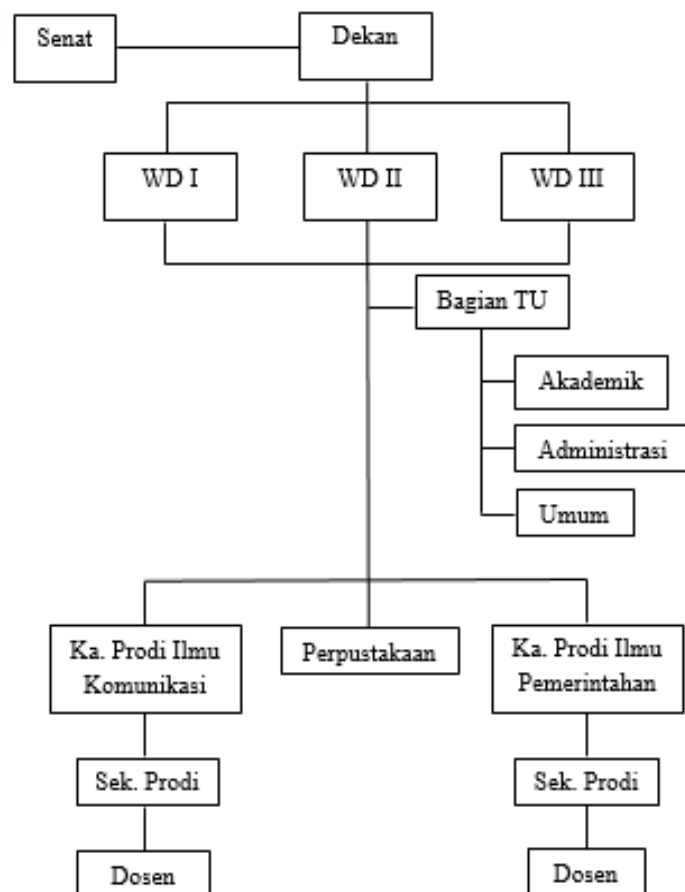 Senat
Dekan
WD I
WD II
WD III
Bagian TU
Akademik
Administrasi
Umum
Ka. Prodi Ilmu
Komunikasi
Perpustakaan
Ka. Prodi Ilmu
Pemerintahan
Sek. Prodi
Sek. Prodi
Dosen
Dosen